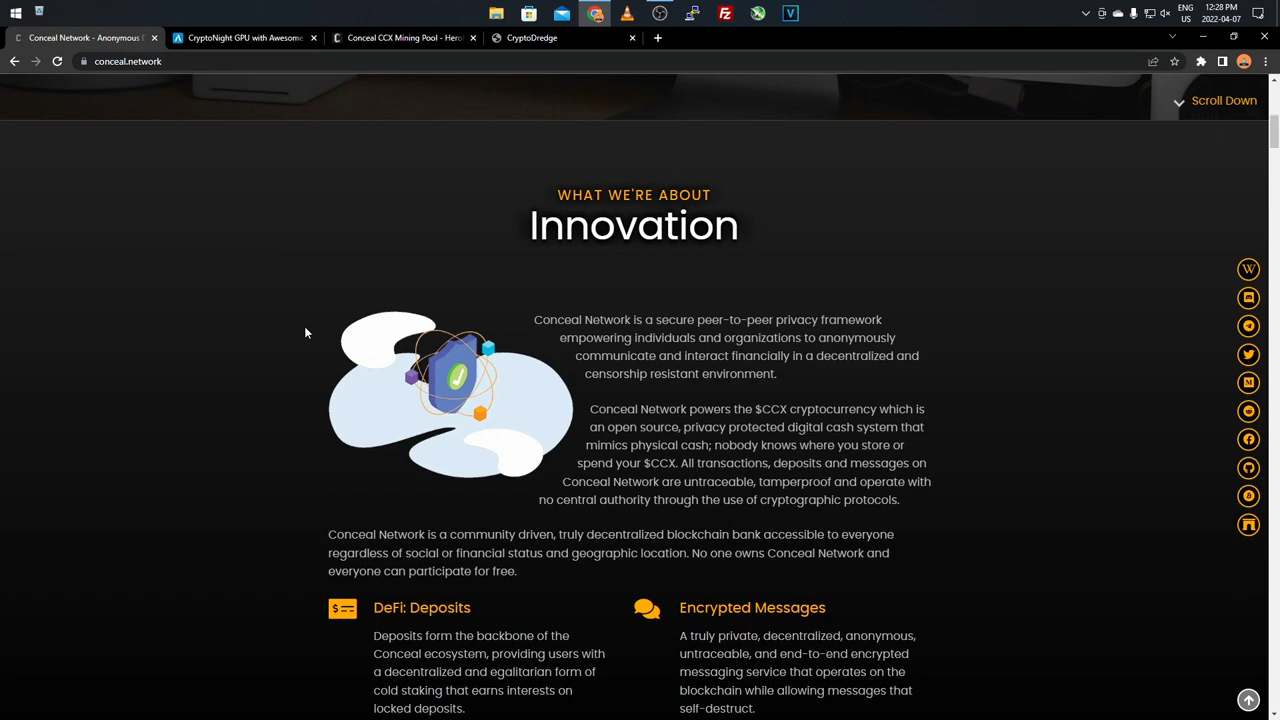 12:28 PM
ENG
US
2022-04-07
Conceal Network - Anonymous
CryptoNight GPU with Awesome
Conceal CCX Mining Pool - Hero
CryptoDredge
conceal.network
Scroll Down
WHAT WE'RE ABOUT
Innovation
Conceal Network is a secure peer-to-peer privacy framework
empowering individuals and organizations to anonymously
communicate and interact financially in a decentralized and
censorship resistant environment.
Conceal Network powers the $CCX cryptocurrency which is
an open source, privacy protected digital cash system that
mimics physical cash; nobody knows where you store or
spend your $CCX. All transactions, deposits and messages on
Conceal Network are untraceable, tamperproof and operate with
no central authority through the use of cryptographic protocols.
Conceal Network is a community driven, truly decentralized blockchain bank accessible to everyone
regardless of social or financial status and geographic location. No one owns Conceal Network and
everyone can participate for free.
DeFi: Deposits
Deposits form the backbone of the
Conceal ecosystem, providing users with
a decentralized and egalitarian form of
cold staking that earns interests on
locked deposits.
Encrypted Messages
A truly private, decentralized, anonymous,
untraceable, and end-to-end encrypted
messaging service that operates on the
blockchain while allowing messages that
self-destruct.